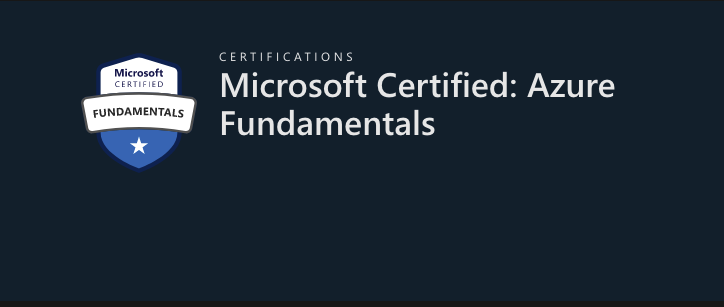 Microsoft
CERTIFIED
FUNDAMENTALS
CERTIFICATIONS
Microsoft Certified: Azure
Fundamentals